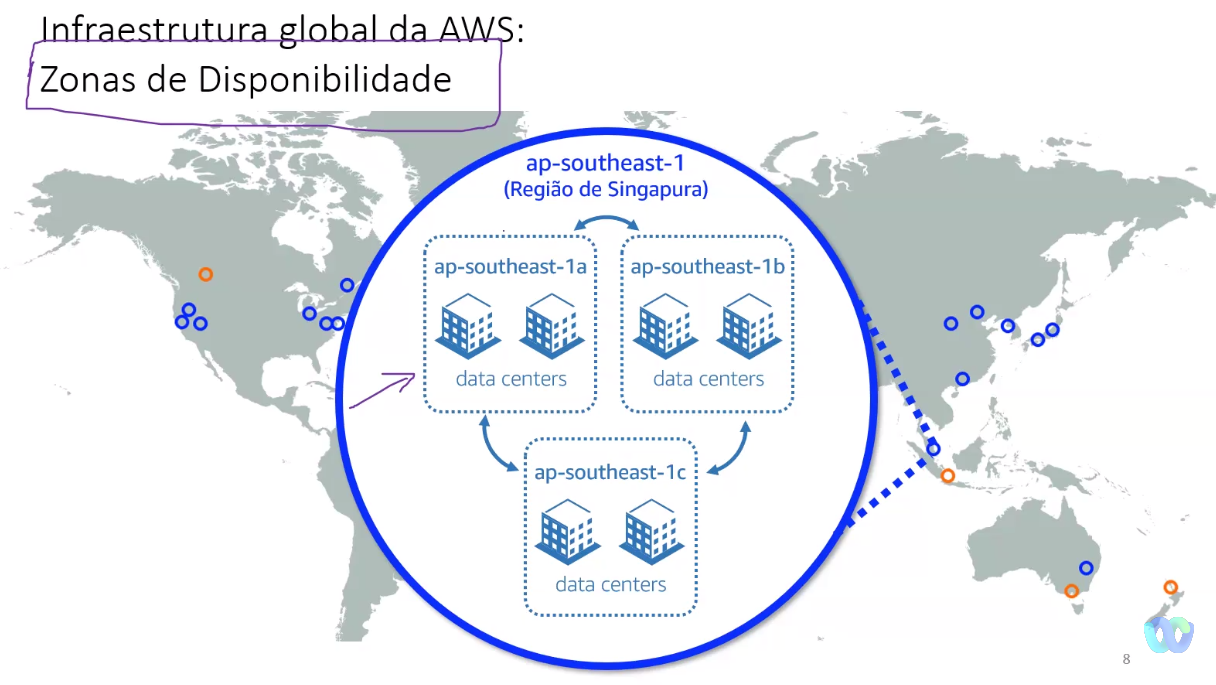 Infraestrutura global da AWS:
Zonas de Disponibilidade
ap-southeast-1
(Região de Singapura)
ap-southeast-1a
ap-southeast-1b
data centers
data centers
ap-southeast-1c
data centers
8